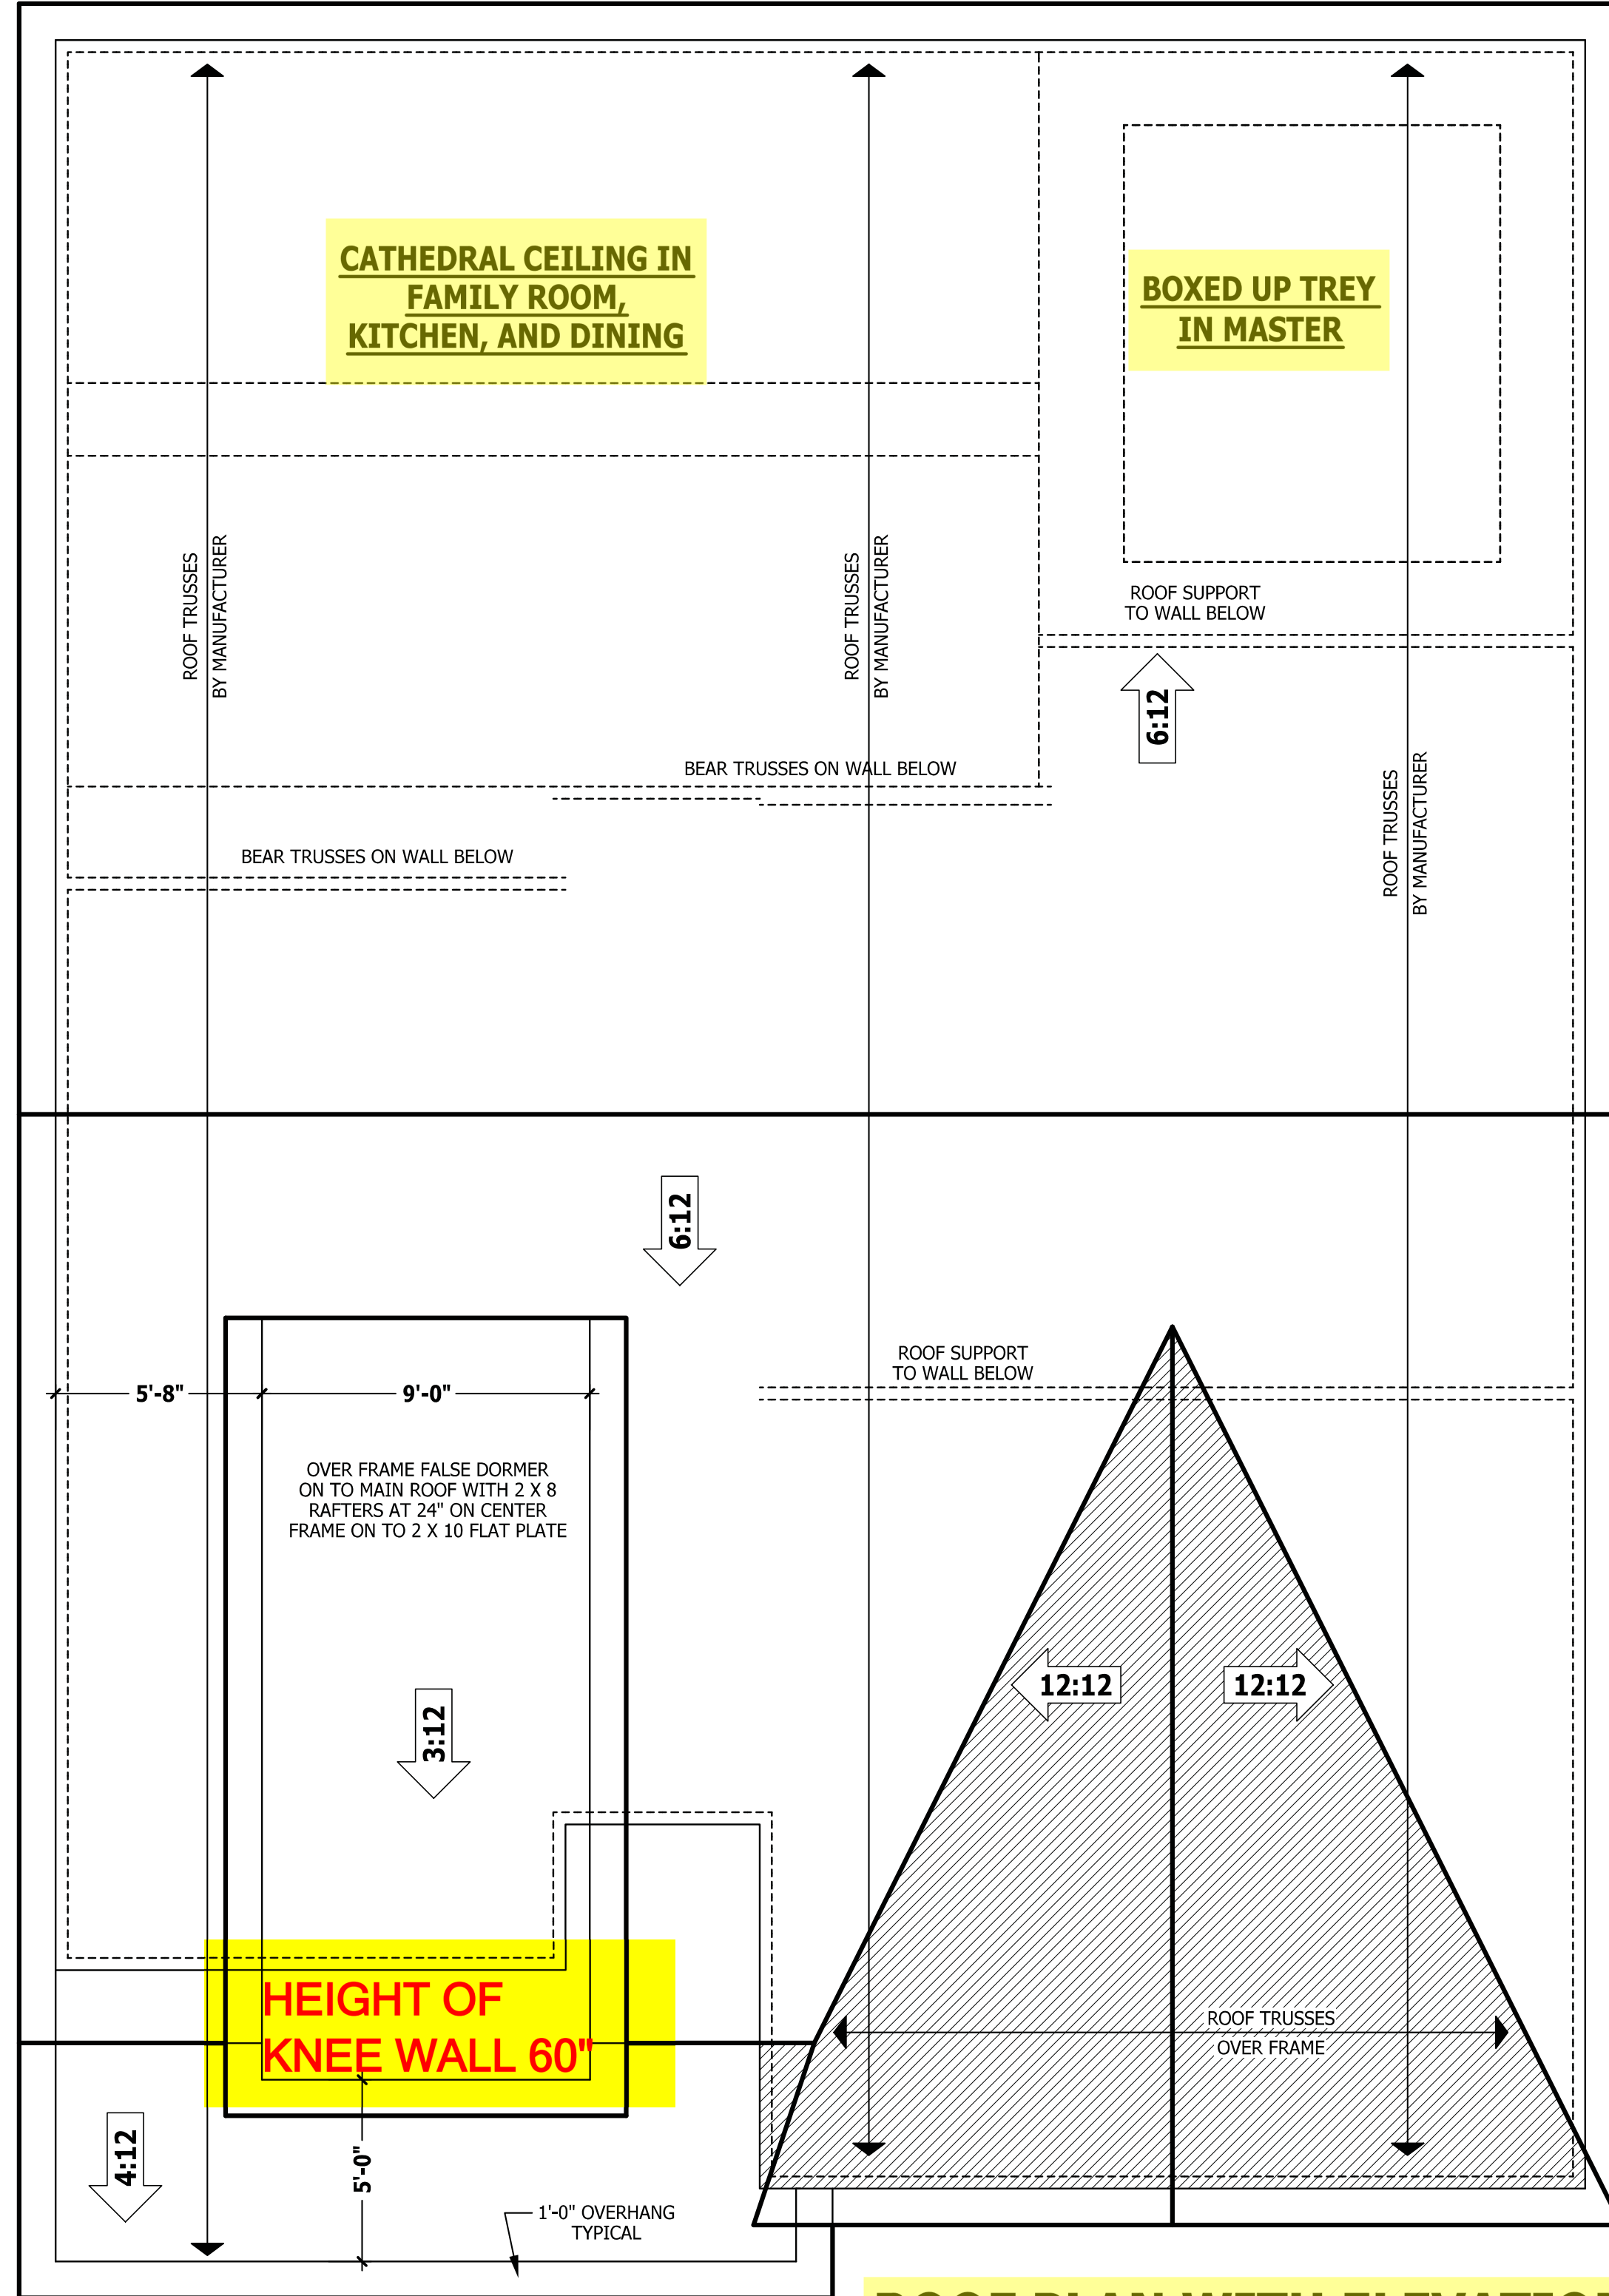 CATHEDRAL CEILING IN
FAMILY ROOM,
KITCHEN, AND DINING
BOXED UP TREY
IN MASTER
ROOF TRUSSES
BY MANUFACTURER
ROOF TRUSSES
BY MANUFACTURER
ROOF SUPPORT
TO WALL BELOW
6:12
BEAR TRUSSES ON WALL BELOW
ROOF TRUSSES
BY MANUFACTURER
BEAR TRUSSES ON WALL BELOW
6:12
ROOF SUPPORT
TO WALL BELOW
5'-8"
9'-0"
OVER FRAME FALSE DORMER
ON TO MAIN ROOF WITH 2 X 8
RAFTERS AT 24" ON CENTER
FRAME ON TO 2 X 10 FLAT PLATE
12:12
12:12
3:12
HEIGHT OF
KNEE WALL 60"
ROOF TRUSSES
OVER FRAME
4:12
5'-0"
1'-0" OVERHANG
TYPICAL
ROOF PLAN WITH ELEVATION